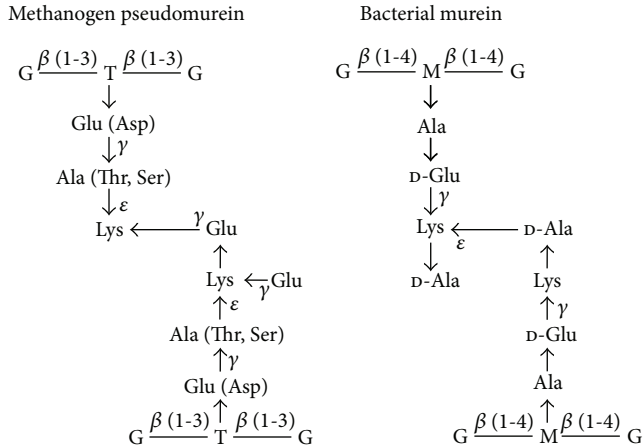 Methanogen pseudomurein
G β (1-3) T β (1-3) G
Glu (Asp)
γ
Ala (Thr, Ser)
ε
Lys γ Glu
Lys γ Glu
ε
Ala (Thr, Ser)
γ
Glu (Asp)
G β (1-3) T β (1-3) G
Bacterial murein
G β (1-4) M β (1-4) G
Ala
D-Glu
γ
Lys ε D-Ala
D-Ala Lys
γ
D-Glu
Ala
G β (1-4) M β (1-4) G